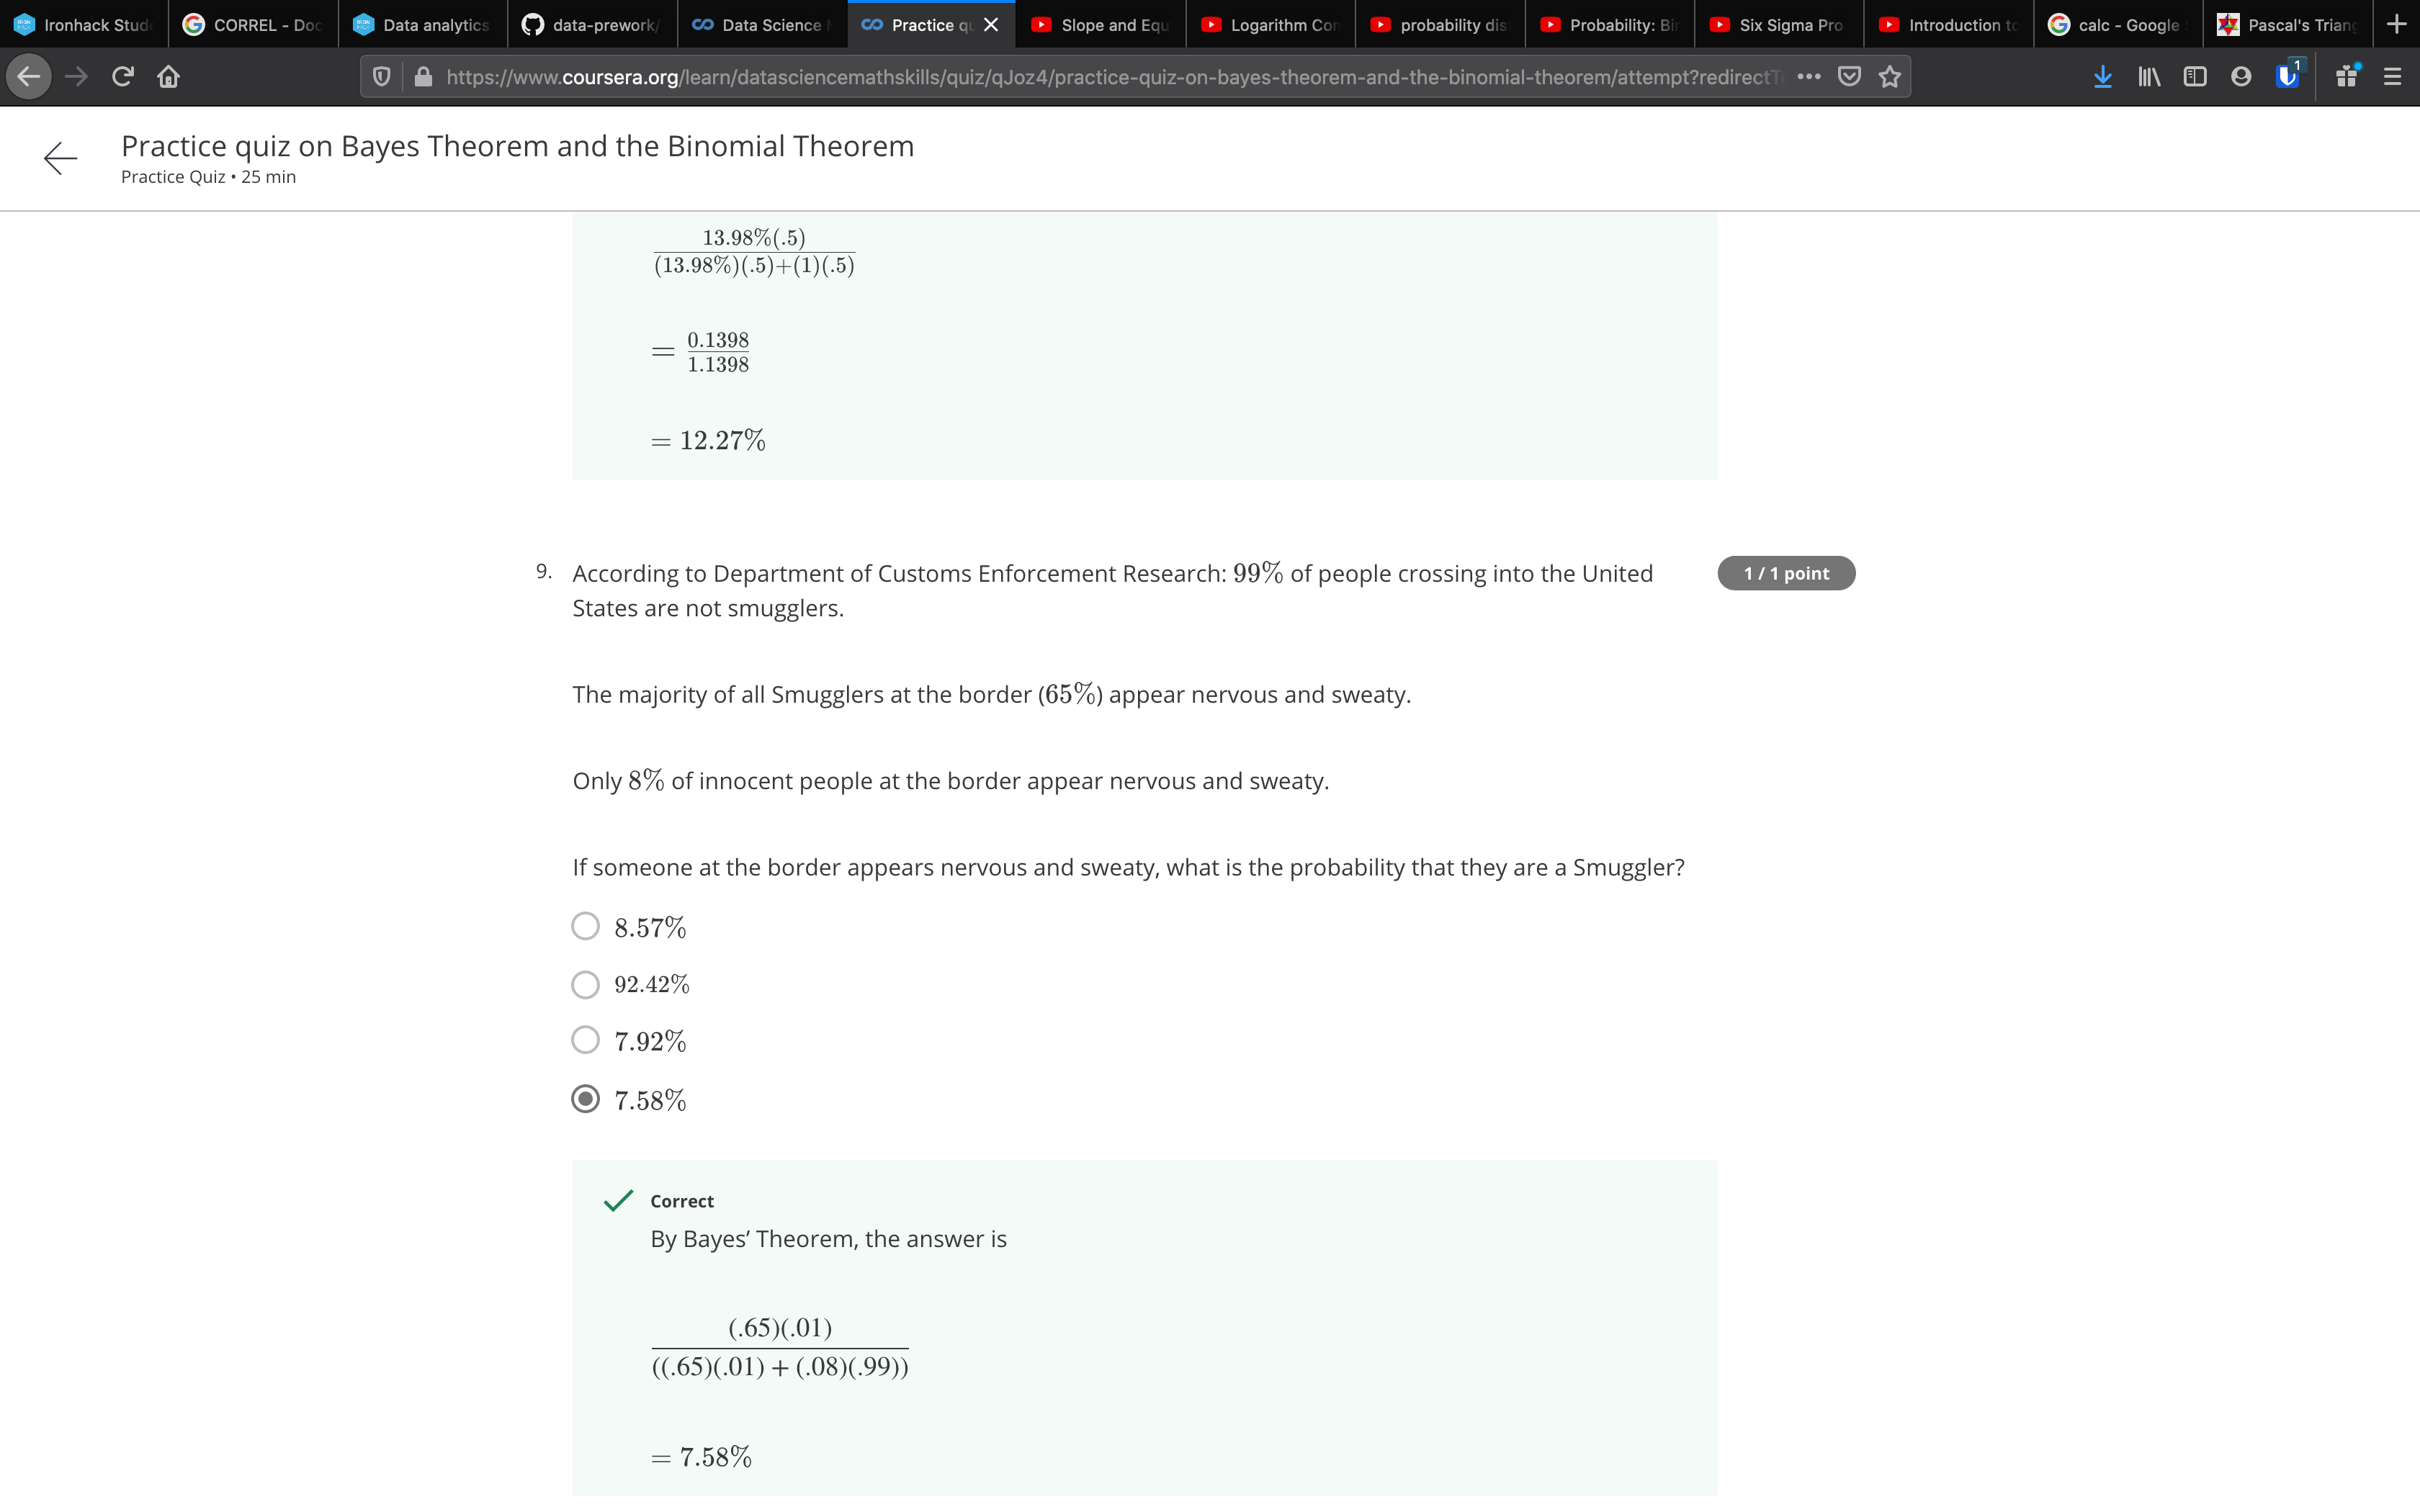 Ironhack Stud
CORREL - Doc
Data analytics
data-prework/
Data Science
Practice q
Slope and Equ
Logarithm Con
probability dis
Probability: Bi
Six Sigma Pro
Introduction to
calc - Google
Pascal's Triang
https://www.coursera.org/learn/datasciencemathskills/quiz/qJoz4/practice-quiz-on-bayes-theorem-and-the-binomial-theorem/attempt?redirectT
1
Practice quiz on Bayes Theorem and the Binomial Theorem
Practice Quiz • 25 min
13.98%(.5)
(13.98%)(.5)+(1)(.5)
= 0.1398
1.1398
= 12.27%
9. According to Department of Customs Enforcement Research: 99% of people crossing into the United
States are not smugglers.
1 / 1 point
The majority of all Smugglers at the border (65%) appear nervous and sweaty.
Only 8% of innocent people at the border appear nervous and sweaty.
If someone at the border appears nervous and sweaty, what is the probability that they are a Smuggler?
8.57%
92.42%
7.92%
7.58%
Correct
By Bayes’ Theorem, the answer is
(.65)(.01)
((.65)(.01) + (.08)(.99))
= 7.58%